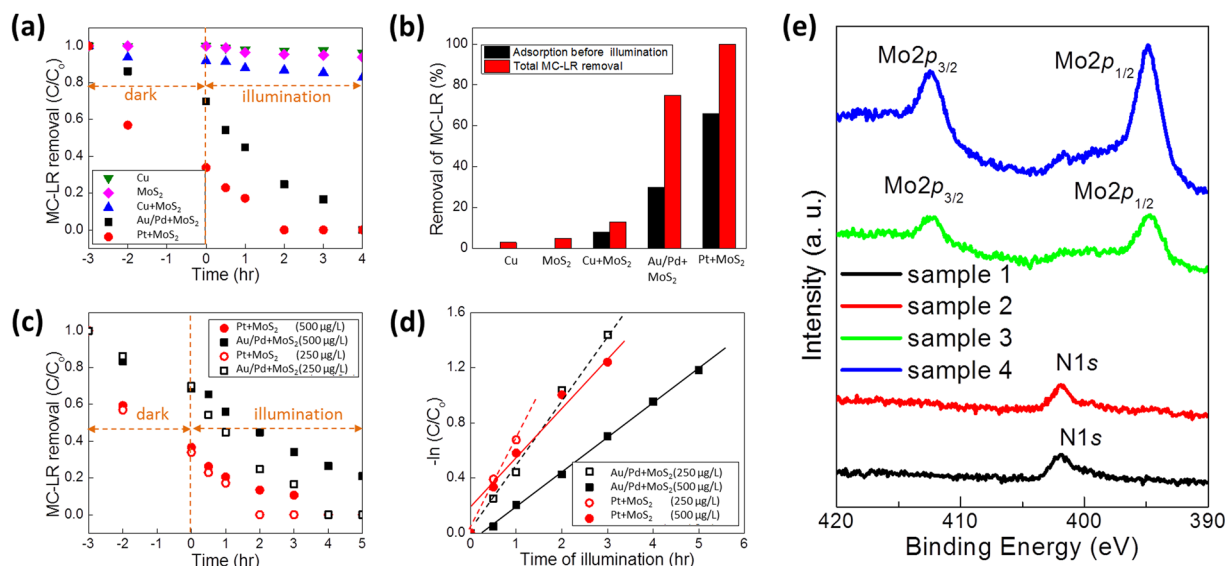 (a)
MC-LR removal (C/Co)
1.0
0.8
0.6
0.4
0.2
0.0
dark
illumination
Cu
MoS2
Cu+MoS2
Au/Pd+MoS2
Pt+MoS2
-3 -2 -1 0 1 2 3 4
Time (hr)
(b)
Removal of MC-LR (%)
100
80
60
40
20
0
Adsorption before illumination
Total MC-LR removal
Cu MoS2 Cu+MoS2 Au/Pd+ Pt+MoS2
MoS2
(c)
MC-LR removal (C/Co)
1.0
0.8
0.6
0.4
0.2
0.0
Pt+MoS2 (500 µg/L)
Au/Pd+MoS2(500 µg/L)
Pt+MoS2 (250 µg/L)
Au/Pd+MoS2(250 µg/L)
dark
illumination
-3 -2 -1 0 1 2 3 4 5
Time (hr)
(d)
-ln (C/Co)
1.6
1.2
0.8
0.4
0.0
Au/Pd+MoS2(250 µg/L)
Au/Pd+MoS2(500 µg/L)
Pt+MoS2 (250 µg/L)
Pt+MoS2 (500 µg/L)
0 1 2 3 4 5 6
Time of illumination (hr)
(e)
Intensity (a. u.)
Mo2p3/2
Mo2p1/2
Mo2p3/2
Mo2p1/2
sample 1
sample 2
sample 3
sample 4
N1s
N1s
420 410 400 390
Binding Energy (eV)